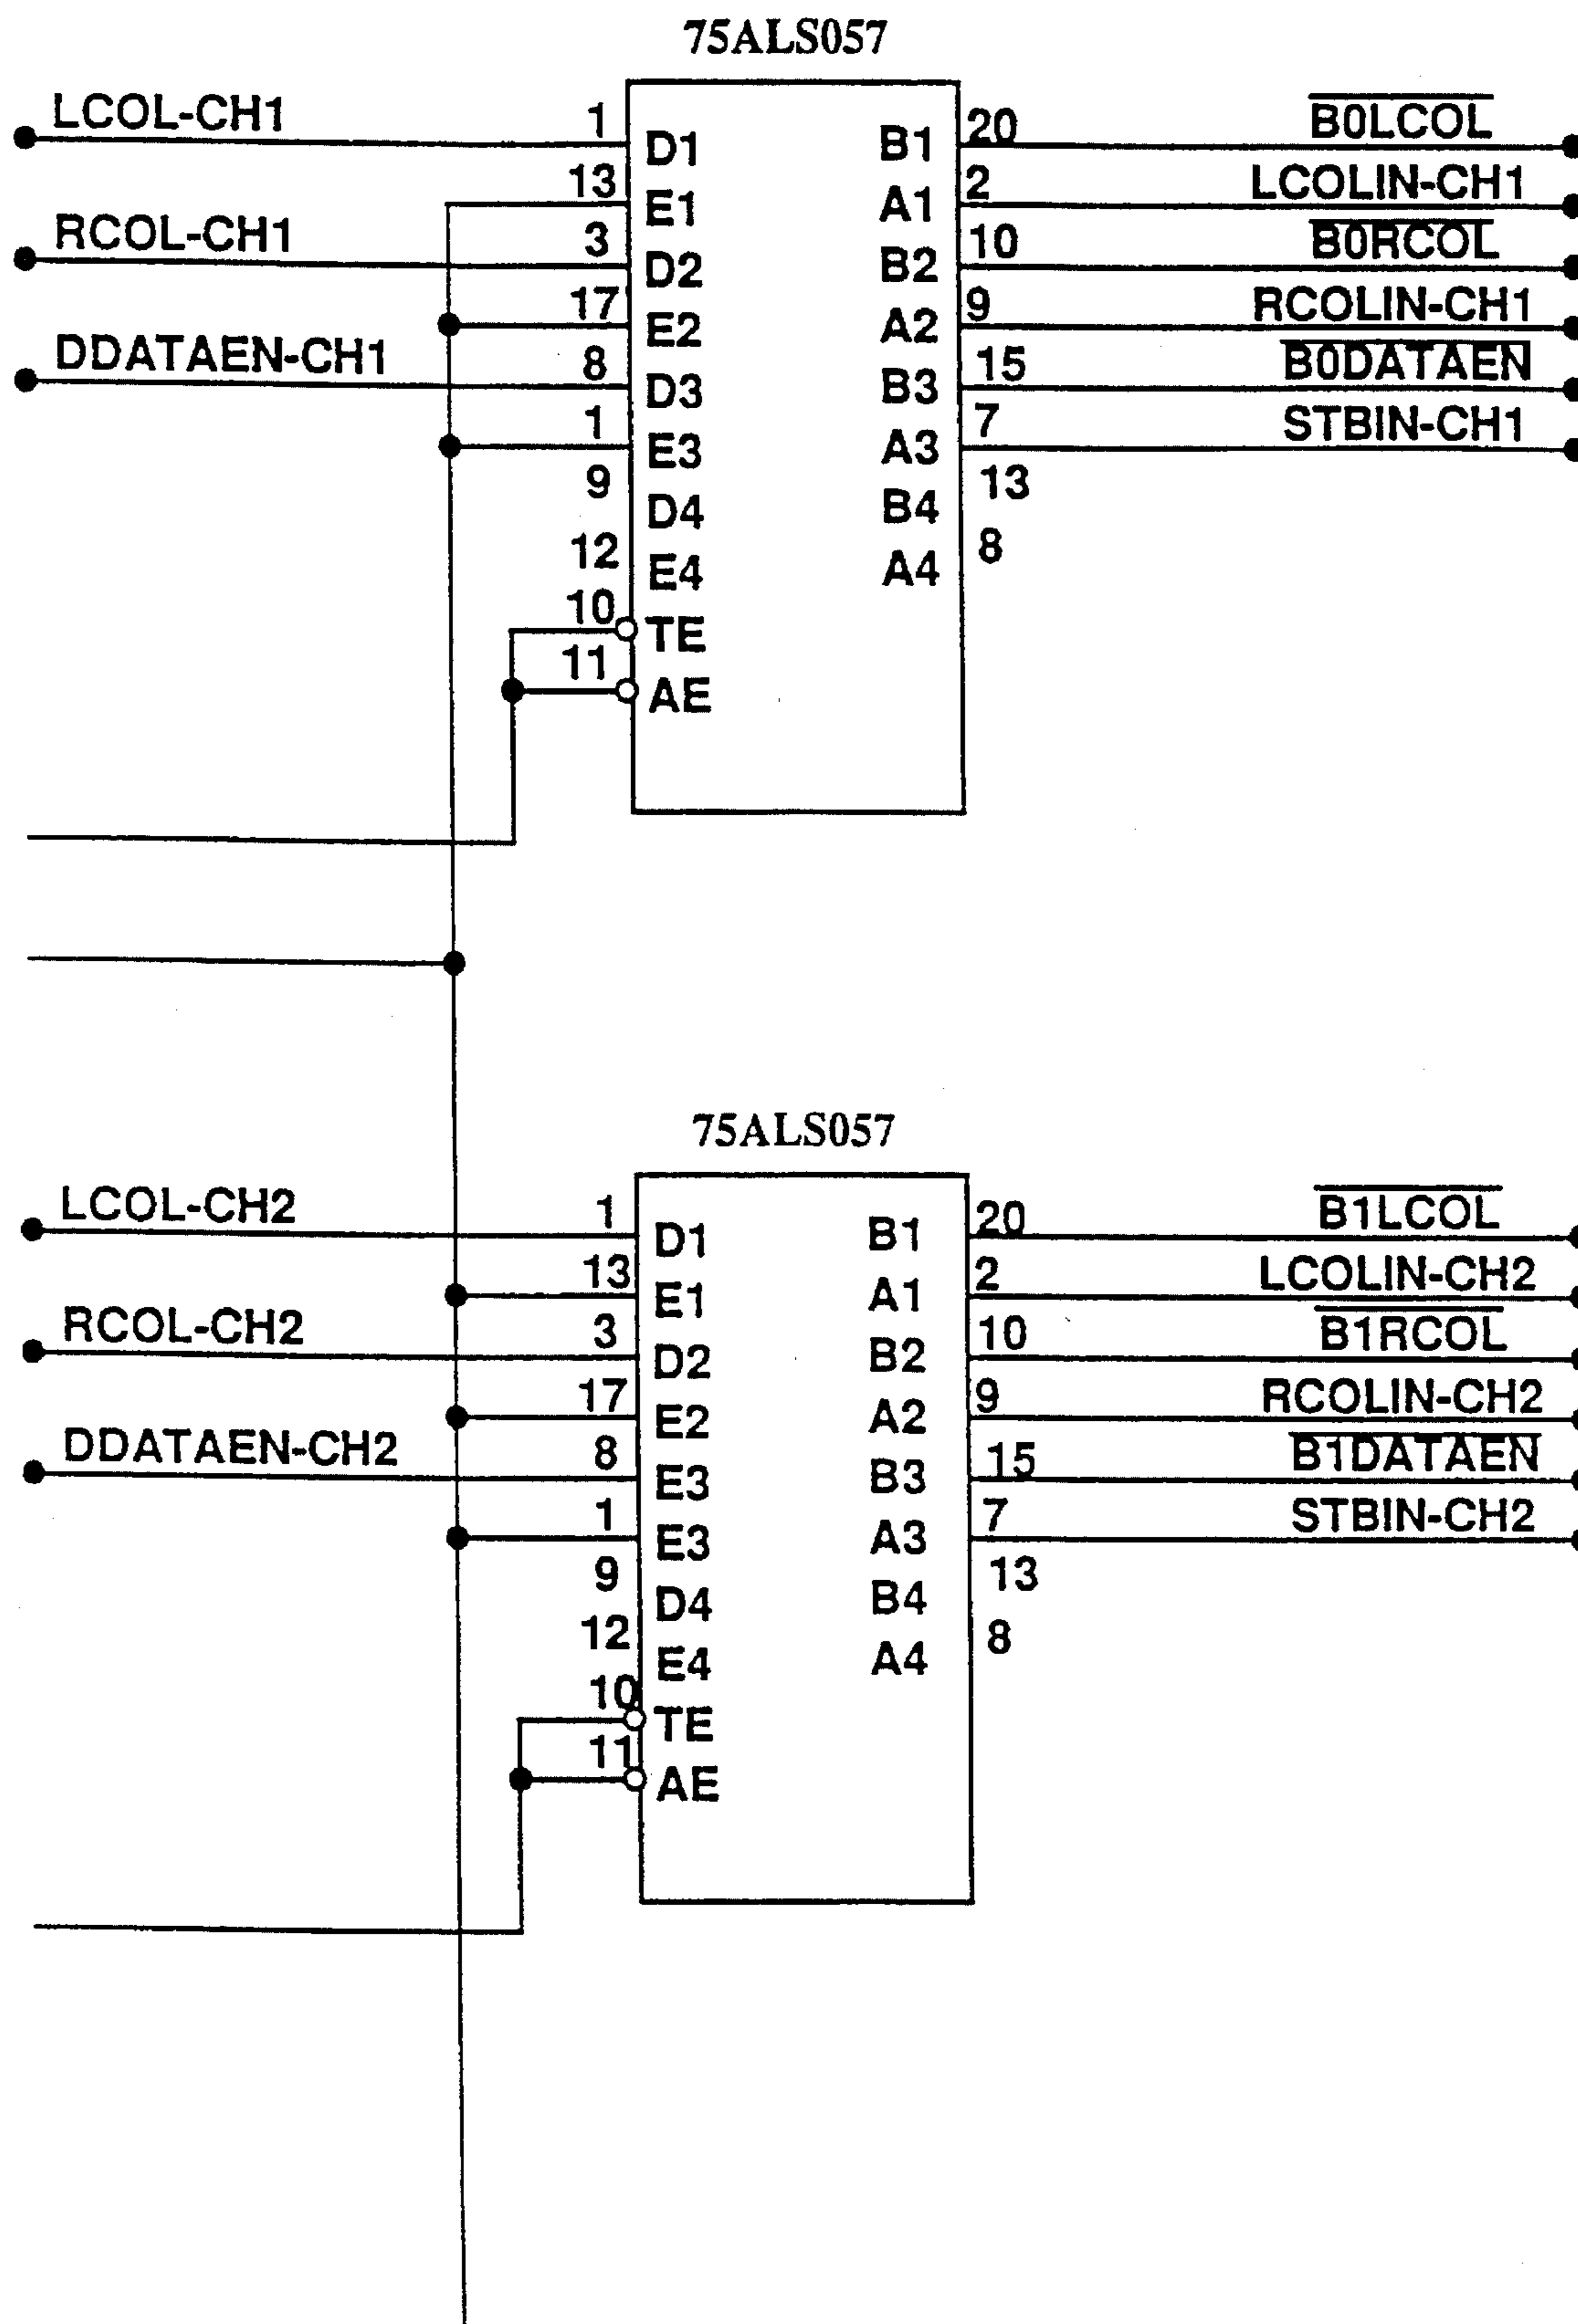 75ALS057
LCOL-CH1 1 D1 B1 20 B0LCOL
13 E1 A1 2 LCOLIN-CH1
RCOL-CH1 3 D2 B2 10 B0RCOL
17 E2 A2 9 RCOLIN-CH1
DDATAEN-CH1 8 D3 B3 15 B0DATAEN
1 E3 A3 7 STBIN-CH1
9 D4 B4 13
12 E4 A4 8
10 TE
11 AE
75ALS057
LCOL-CH2 1 D1 B1 20 B1LCOL
13 E1 A1 2 LCOLIN-CH2
RCOL-CH2 3 D2 B2 10 B1RCOL
17 E2 A2 9 RCOLIN-CH2
DDATAEN-CH2 8 E3 B3 15 B1DATAEN
1 E3 A3 7 STBIN-CH2
9 D4 B4 13
12 E4 A4 8
10 TE
11 AE